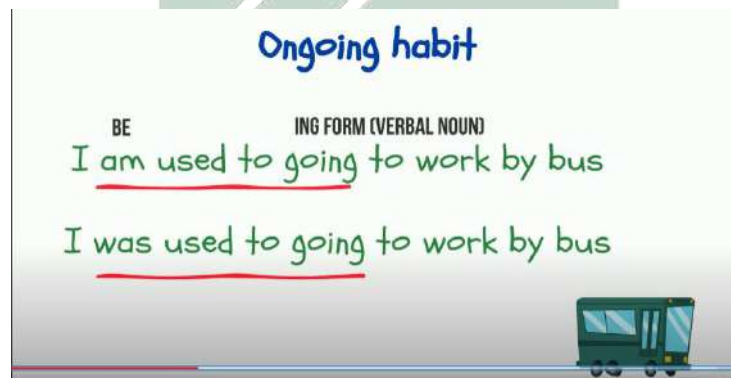 Ongoing habit
BE ING FORM (VERBAL NOUN)
I am used to going to work by bus
I was used to going to work by bus